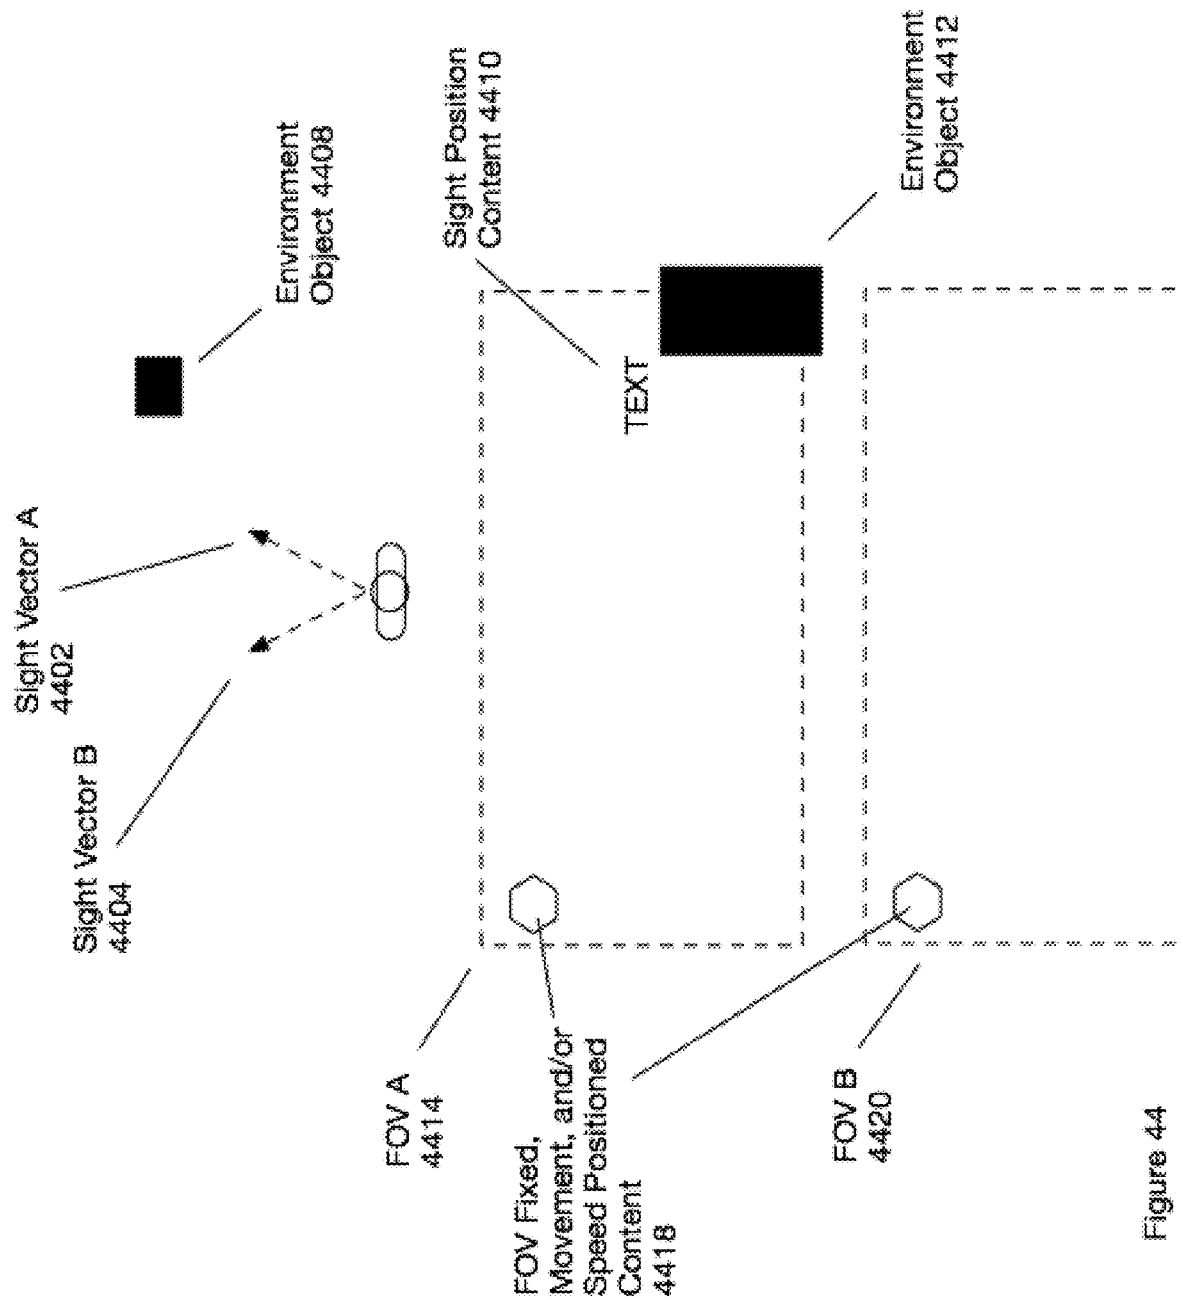 Sight Vector A
4402
Sight Vector B
4404
Environment
Object 4408
FOV A
4414
Sight Position
Content 4410
TEXT
FOV Fixed,
Movement, and/or
Speed Positioned
Content
4418
Environment
Object 4412
FOV B
4420
Figure 44